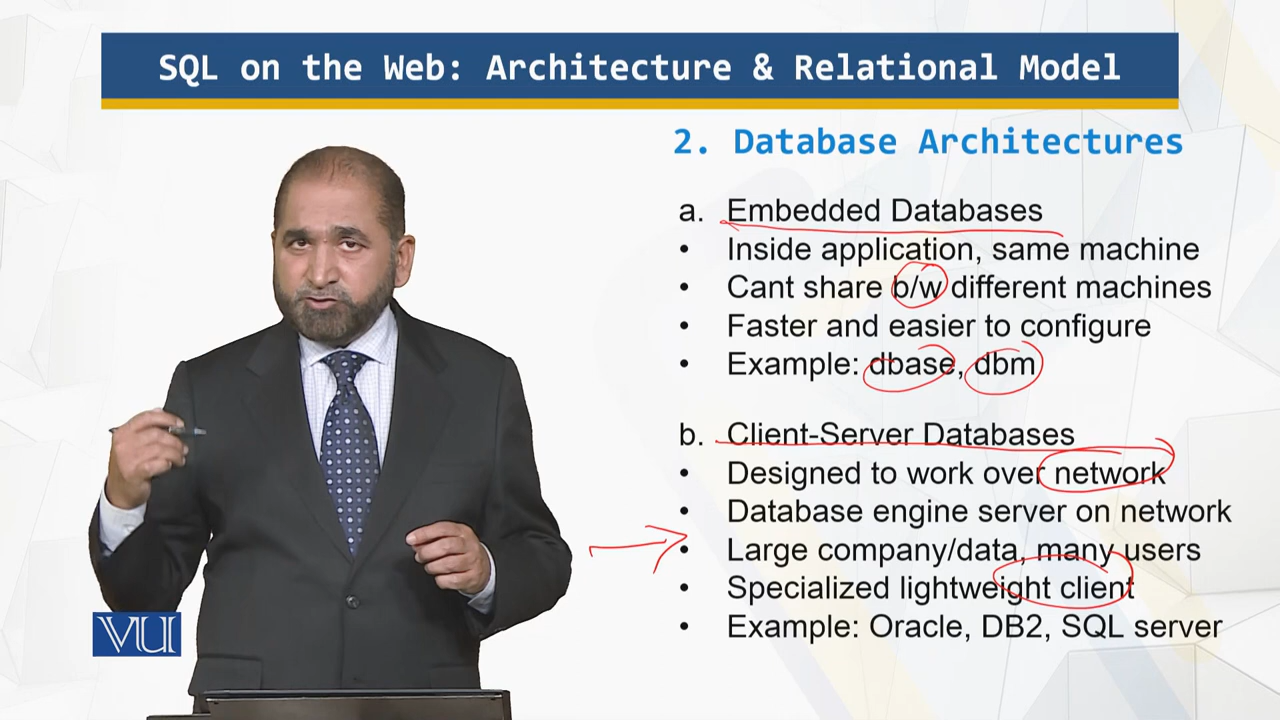 SQL on the Web: Architecture & Relational Model
2. Database Architectures
a. Embedded Databases
• Inside application, same machine
• Cant share b/w different machines
• Faster and easier to configure
• Example: dbase, dbm
b. Client-Server Databases
• Designed to work over network
• Database engine server on network
• Large company/data, many users
• Specialized lightweight client
• Example: Oracle, DB2, SQL server
VU